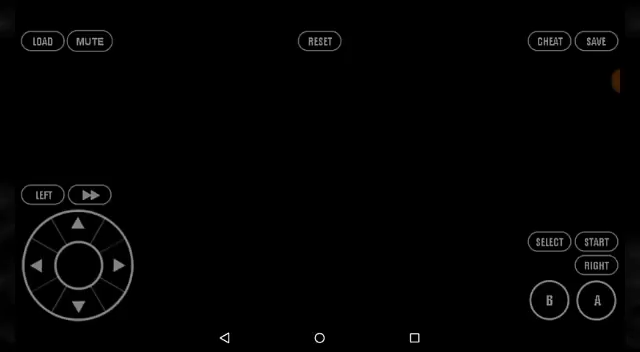 LOAD MUTE RESET CHEAT SAVE
LEFT
SELECT START
RIGHT
B A